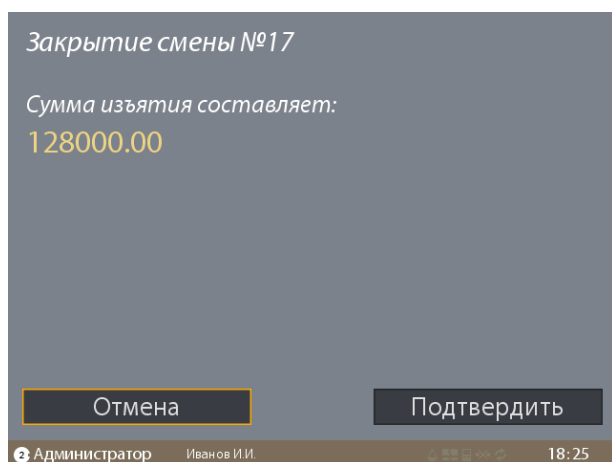 Закрытие смены №17
Сумма изъятия составляет:
128000.00
Отмена Подтвердить
2 Администратор Иванов И.И. 18:25